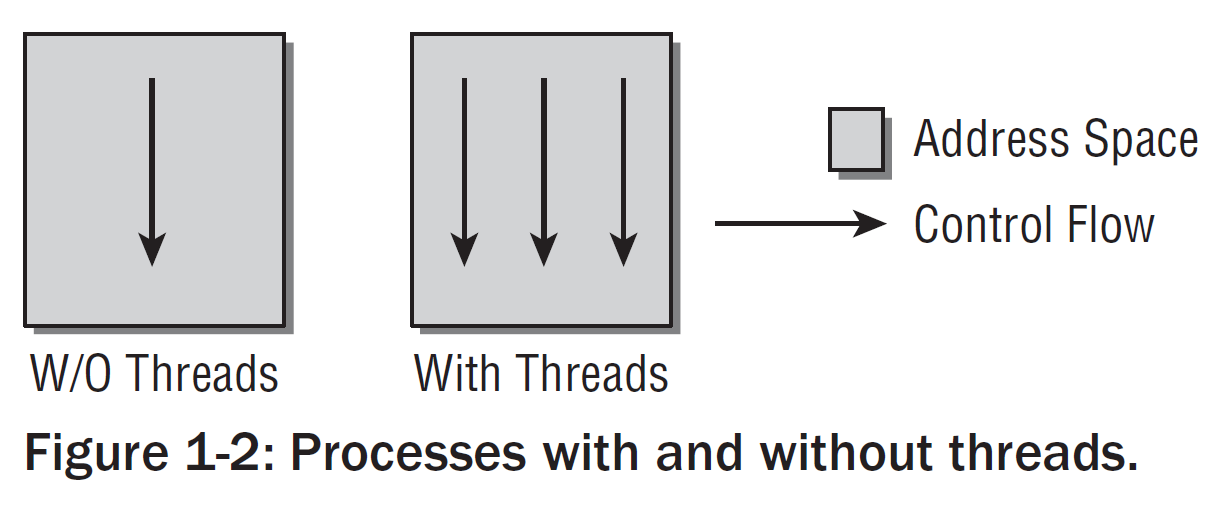 Address Space
Control Flow
W/O Threads
With Threads
Figure 1-2: Processes with and without threads.